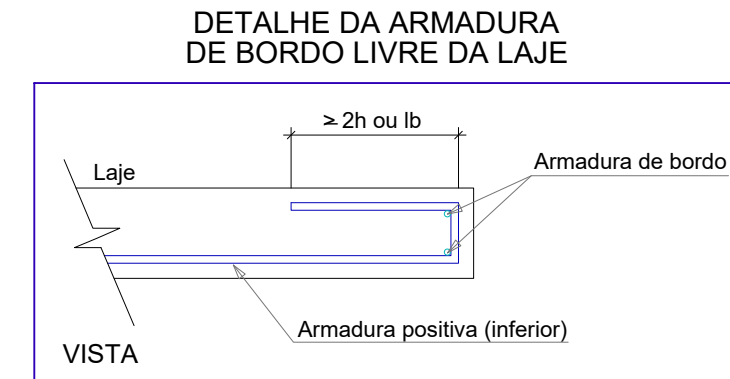 DETALHE DA ARMADURA
DE BORDO LIVRE DA LAJE
≥ 2h ou lb
Laje
Armadura de bordo
Armadura positiva (inferior)
VISTA